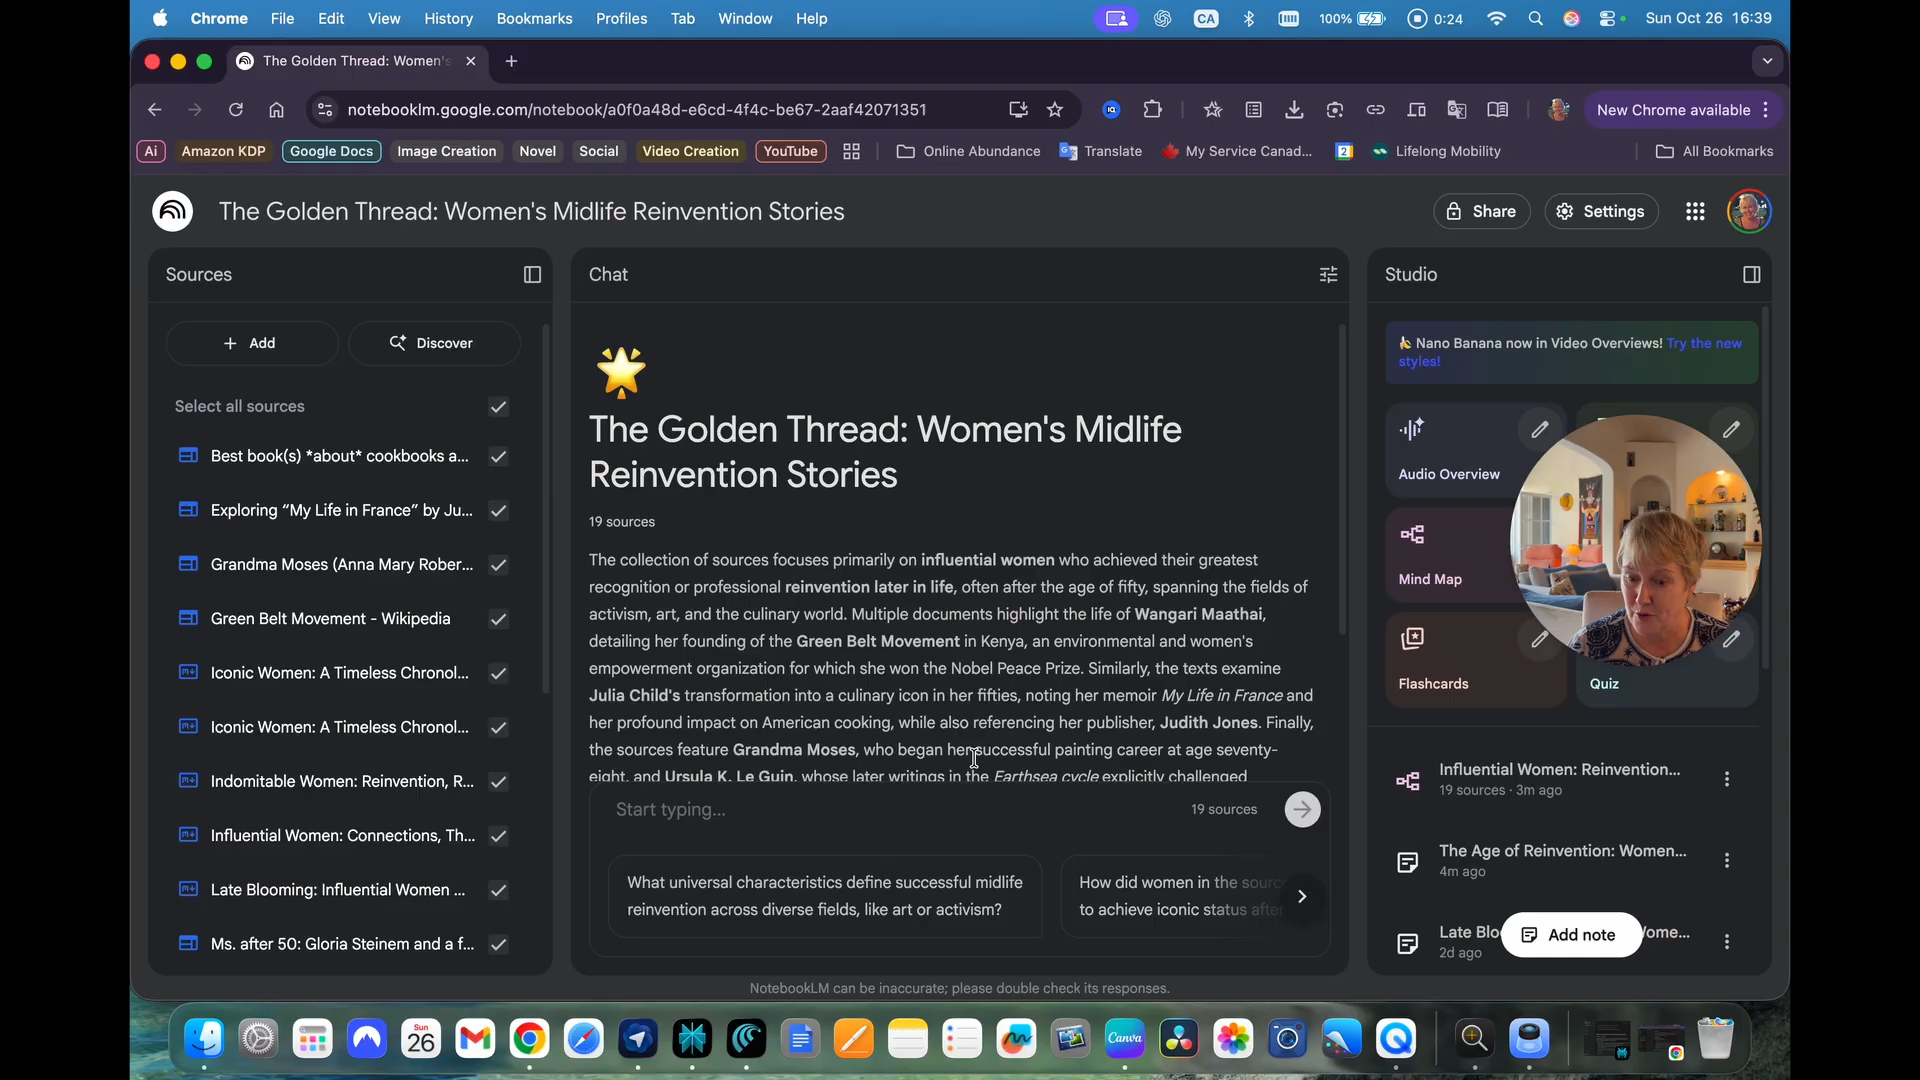 Chrome File Edit View History Bookmarks Profiles Tab Window Help CA 100% 0:24 Sun Oct 26 16:39
The Golden Thread: Women's
notebooklm.google.com/notebook/a0f0a48d-e6cd-4f4c-be67-2aaf42071351 New Chrome available
Ai Amazon KDP Google Docs Image Creation Novel Social Video Creation YouTube Online Abundance Translate My Service Canad... 2 Lifelong Mobility All Bookmarks
The Golden Thread: Women's Midlife Reinvention Stories Share Settings
Sources
+ Add Discover
Select all sources
Best book(s) *about* cookbooks a...
Exploring “My Life in France” by Ju...
Grandma Moses (Anna Mary Rober...
Green Belt Movement - Wikipedia
Iconic Women: A Timeless Chronol...
Iconic Women: A Timeless Chronol...
Indomitable Women: Reinvention, R...
Influential Women: Connections, Th...
Late Blooming: Influential Women ...
Ms. after 50: Gloria Steinem and a f...
Chat
The Golden Thread: Women's Midlife
Reinvention Stories
19 sources
The collection of sources focuses primarily on influential women who achieved their greatest
recognition or professional reinvention later in life, often after the age of fifty, spanning the fields of
activism, art, and the culinary world. Multiple documents highlight the life of Wangari Maathai,
detailing her founding of the Green Belt Movement in Kenya, an environmental and women's
empowerment organization for which she won the Nobel Peace Prize. Similarly, the texts examine
Julia Child's transformation into a culinary icon in her fifties, noting her memoir My Life in France and
her profound impact on American cooking, while also referencing her publisher, Judith Jones. Finally,
the sources feature Grandma Moses, who began her successful painting career at age seventy-
eight, and Ursula K. Le Guin, whose later writings in the Earthsea cycle explicitly challenged
Start typing... 19 sources
What universal characteristics define successful midlife
reinvention across diverse fields, like art or activism?
How did women in the sourc
to achieve iconic status after
NotebookLM can be inaccurate; please double check its responses.
Studio
Nano Banana now in Video Overviews! Try the new
styles!
Audio Overview
Mind Map
Flashcards
Quiz
Influential Women: Reinvention...
19 sources · 3m ago
The Age of Reinvention: Women...
4m ago
Late Blo ome...
2d ago
Add note
Sun
26
Canva